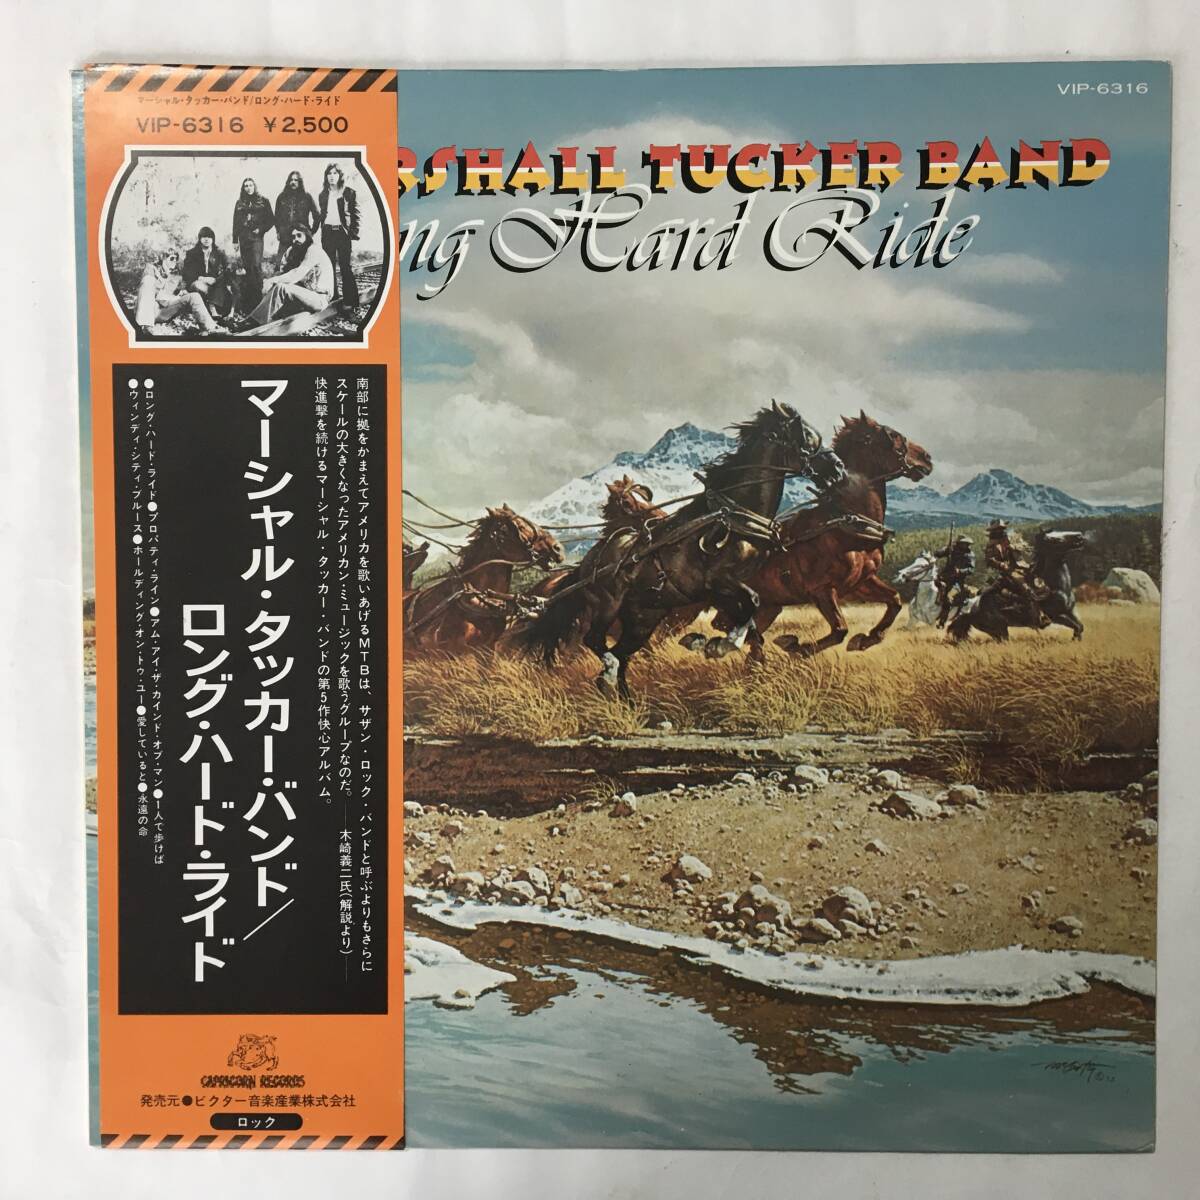 マーシャル・タッカー・バンド/ロング・ハード・ライド
VIP-6316 ¥2,500
VIP-6316
RSHALL TUCKER BAND
ng Hard Ride
南部に拠をかまえてアメリカを歌いあげるMTBは、サザン・ロック・バンドと呼ぶよりもさらに
スケールの大きくなったアメリカン・ミュージックを歌うグループなのだ。——木崎義二氏(解説より)——
快進撃を続けるマーシャル・タッカー・バンドの第5作快心アルバム。
マーシャル・タッカー・バンド/
ロング・ハード・ライド
●ロング・ハード・ライド●プロパティ・ライン●アム・アイ・ザ・カインド・オブ・マン●1人で歩けば
●ウィンディ・シティ・ブルース●ホールディング・オン・トゥ・ユー●愛していると●永遠の命
CAPRICORN RECORDS
発売元●ビクター音楽産業株式会社
ロック